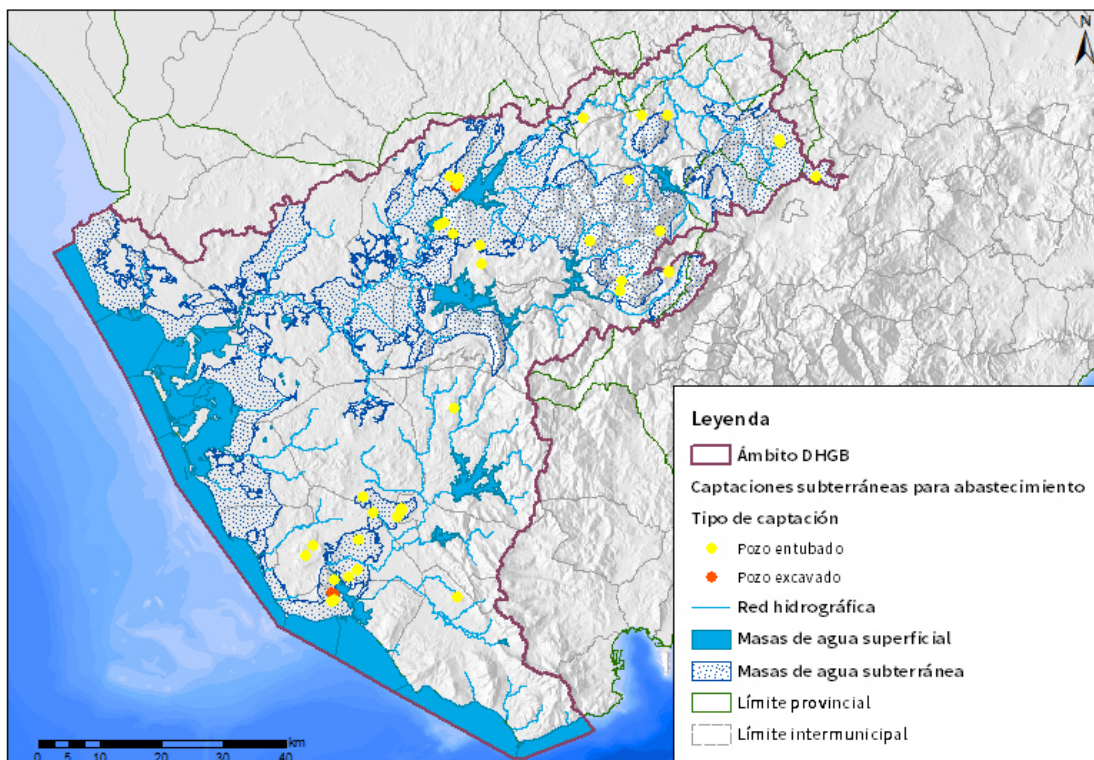 N
Leyenda
Ámbito DHGB
Captaciones subterráneas para abastecimiento
Tipo de captación
Pozo entubado
Pozo excavado
Red hidrográfica
Masas de agua superficial
Masas de agua subterránea
Límite provincial
Límite intermunicipal
km
0 5 10 20 30 40